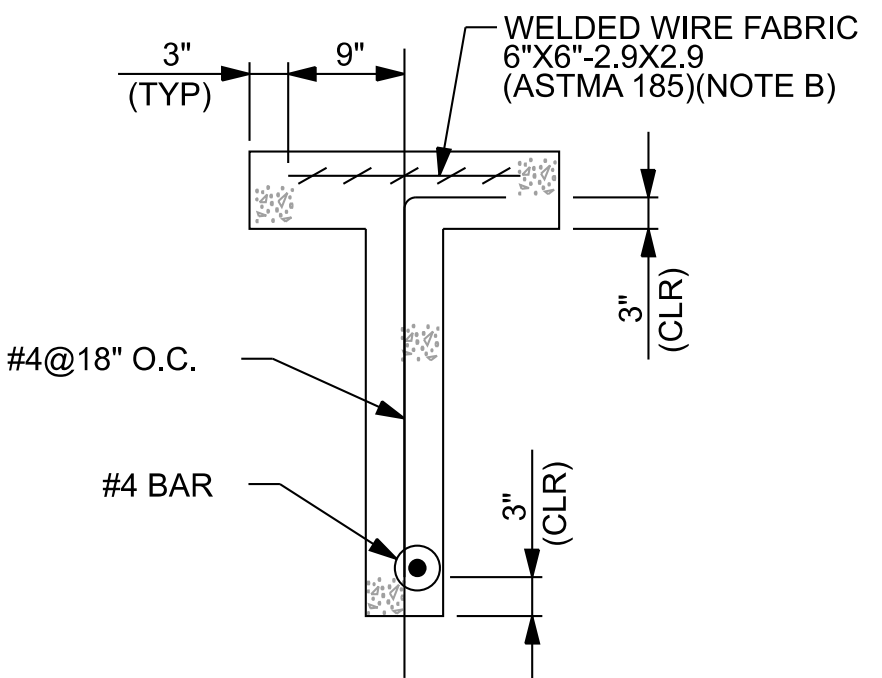 WELDED WIRE FABRIC
6"X6"-2.9X2.9
(ASTMA 185)(NOTE B)
3"
(TYP)
9"
3"
(CLR)
#4@18" O.C.
#4 BAR
3"
(CLR)